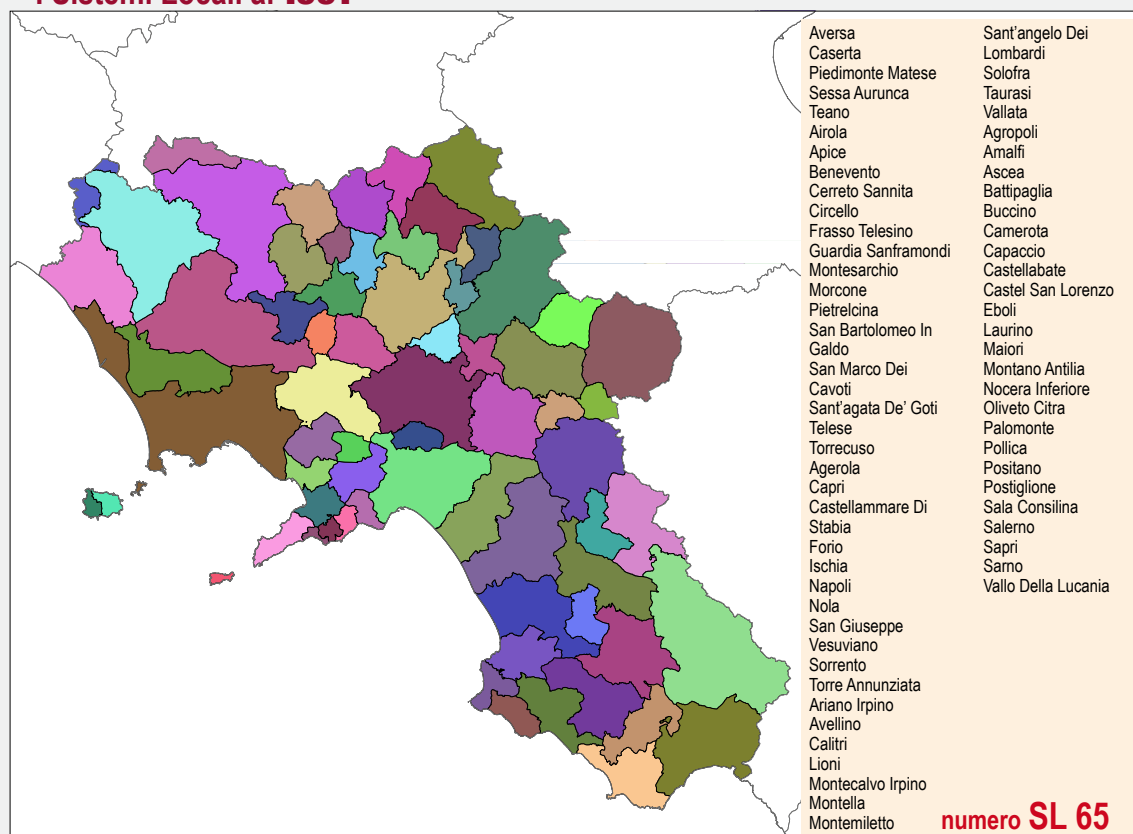 i Sistemi Locali al 1981
Aversa
Caserta
Piedimonte Matese
Sessa Aurunca
Teano
Airola
Apice
Benevento
Cerreto Sannita
Circello
Frasso Telesino
Guardia Sanframondi
Montesarchio
Morcone
Pietrelcina
San Bartolomeo In
Galdo
San Marco Dei
Cavoti
Sant'agata De' Goti
Telese
Torrecuso
Agerola
Capri
Castellammare Di
Stabia
Forio
Ischia
Napoli
Nola
San Giuseppe
Vesuviano
Sorrento
Torre Annunziata
Ariano Irpino
Avellino
Calitri
Lioni
Montecalvo Irpino
Montella
Montemiletto
Sant'angelo Dei
Lombardi
Solofra
Taurasi
Vallata
Agropoli
Amalfi
Ascea
Battipaglia
Buccino
Camerota
Capaccio
Castellabate
Castel San Lorenzo
Eboli
Laurino
Maiori
Montano Antilia
Nocera Inferiore
Oliveto Citra
Palomonte
Pollica
Positano
Postiglione
Sala Consilina
Salerno
Sapri
Sarno
Vallo Della Lucania
numero SL 65